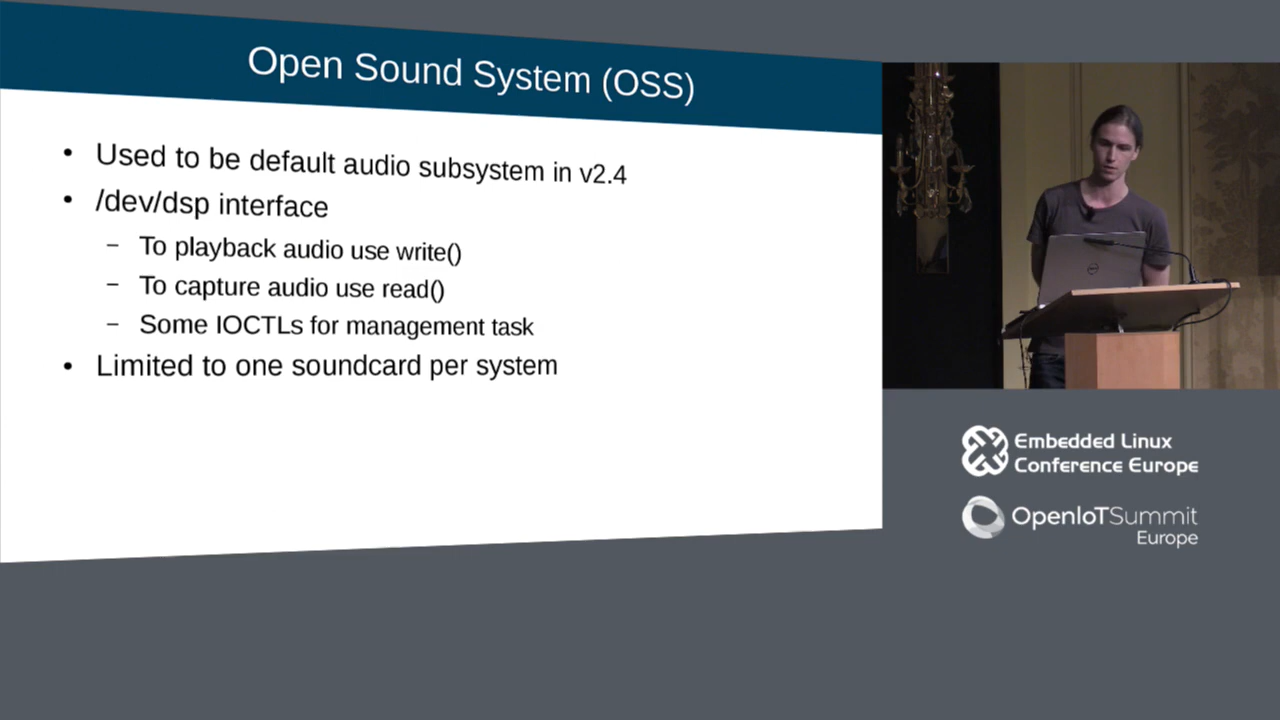 Open Sound System (OSS)
• Used to be default audio subsystem in v2.4
• /dev/dsp interface
– To playback audio use write()
– To capture audio use read()
– Some IOCTLs for management task
• Limited to one soundcard per system
Embedded Linux
Conference Europe
OpenIoTSummit
Europe